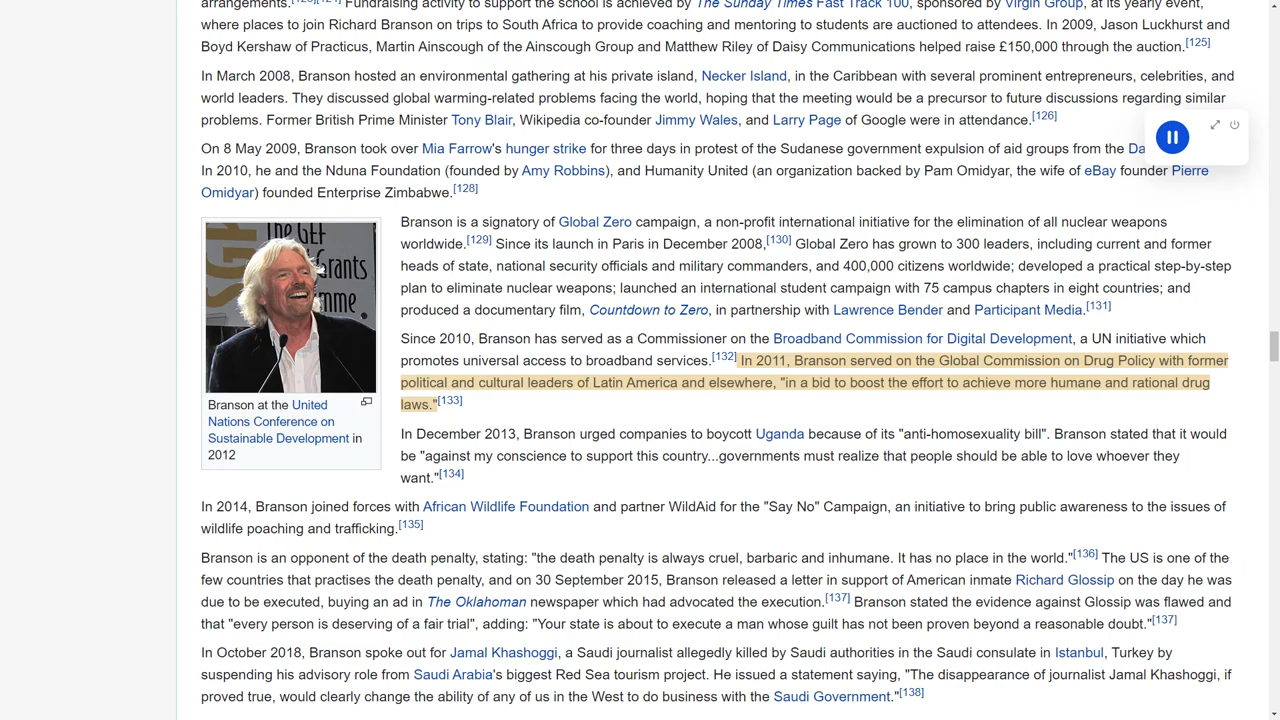 arrangements.[123][124] Fundraising activity to support the school is achieved by The Sunday Times Fast Track 100, sponsored by Virgin Group, at its yearly event,
where places to join Richard Branson on trips to South Africa to provide coaching and mentoring to students are auctioned to attendees. In 2009, Jason Luckhurst and
Boyd Kershaw of Practicus, Martin Ainscough of the Ainscough Group and Matthew Riley of Daisy Communications helped raise £150,000 through the auction.[125]
In March 2008, Branson hosted an environmental gathering at his private island, Necker Island, in the Caribbean with several prominent entrepreneurs, celebrities, and
world leaders. They discussed global warming-related problems facing the world, hoping that the meeting would be a precursor to future discussions regarding similar
problems. Former British Prime Minister Tony Blair, Wikipedia co-founder Jimmy Wales, and Larry Page of Google were in attendance.[126]
On 8 May 2009, Branson took over Mia Farrow's hunger strike for three days in protest of the Sudanese government expulsion of aid groups from the Da
In 2010, he and the Nduna Foundation (founded by Amy Robbins), and Humanity United (an organization backed by Pam Omidyar, the wife of eBay founder Pierre
Omidyar) founded Enterprise Zimbabwe.[128]
The GEF
Grants
mme.
Branson at the United
Nations Conference on
Sustainable Development in
2012
Branson is a signatory of Global Zero campaign, a non-profit international initiative for the elimination of all nuclear weapons
worldwide.[129] Since its launch in Paris in December 2008,[130] Global Zero has grown to 300 leaders, including current and former
heads of state, national security officials and military commanders, and 400,000 citizens worldwide; developed a practical step-by-step
plan to eliminate nuclear weapons; launched an international student campaign with 75 campus chapters in eight countries; and
produced a documentary film, Countdown to Zero, in partnership with Lawrence Bender and Participant Media.[131]
Since 2010, Branson has served as a Commissioner on the Broadband Commission for Digital Development, a UN initiative which
promotes universal access to broadband services.[132] In 2011, Branson served on the Global Commission on Drug Policy with former
political and cultural leaders of Latin America and elsewhere, "in a bid to boost the effort to achieve more humane and rational drug
laws."[133]
In December 2013, Branson urged companies to boycott Uganda because of its "anti-homosexuality bill". Branson stated that it would
be "against my conscience to support this country...governments must realize that people should be able to love whoever they
want."[134]
In 2014, Branson joined forces with African Wildlife Foundation and partner WildAid for the "Say No" Campaign, an initiative to bring public awareness to the issues of
wildlife poaching and trafficking.[135]
Branson is an opponent of the death penalty, stating: "the death penalty is always cruel, barbaric and inhumane. It has no place in the world."[136] The US is one of the
few countries that practises the death penalty, and on 30 September 2015, Branson released a letter in support of American inmate Richard Glossip on the day he was
due to be executed, buying an ad in The Oklahoman newspaper which had advocated the execution.[137] Branson stated the evidence against Glossip was flawed and
that "every person is deserving of a fair trial", adding: "Your state is about to execute a man whose guilt has not been proven beyond a reasonable doubt."[137]
In October 2018, Branson spoke out for Jamal Khashoggi, a Saudi journalist allegedly killed by Saudi authorities in the Saudi consulate in Istanbul, Turkey by
suspending his advisory role from Saudi Arabia's biggest Red Sea tourism project. He issued a statement saying, "The disappearance of journalist Jamal Khashoggi, if
proved true, would clearly change the ability of any of us in the West to do business with the Saudi Government."[138]